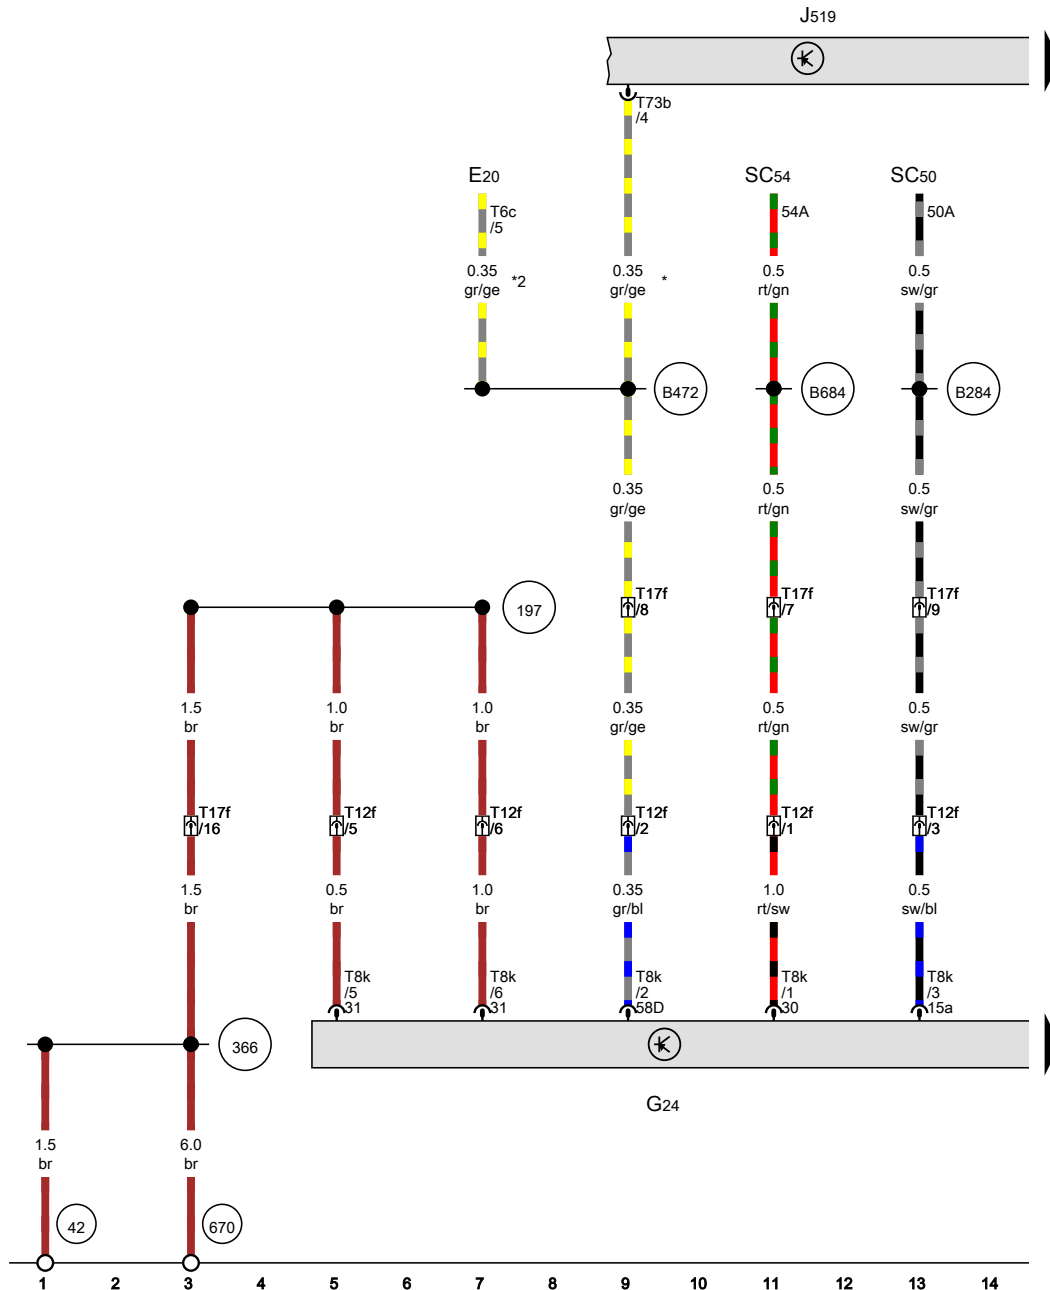 J519
T73b
/4
E20
SC54
SC50
T6c
/5
54A
50A
0.35
gr/ge
*2
0.35
gr/ge
*
0.5
rt/gn
0.5
sw/gr
B472
B684
B284
0.35
gr/ge
0.5
rt/gn
0.5
sw/gr
197
T17f
/8
T17f
/7
T17f
/9
1.5
br
1.0
br
1.0
br
0.35
gr/ge
0.5
rt/gn
0.5
sw/gr
T17f
/16
T12f
/5
T12f
/6
T12f
/2
T12f
/1
T12f
/3
1.5
br
0.5
br
1.0
br
0.35
gr/bl
1.0
rt/sw
0.5
sw/bl
T8k
/5
31
T8k
/6
31
T8k
/2
58D
T8k
/1
30
T8k
/3
15a
366
G24
1.5
br
6.0
br
42
670
1 2 3 4 5 6 7 8 9 10 11 12 13 14